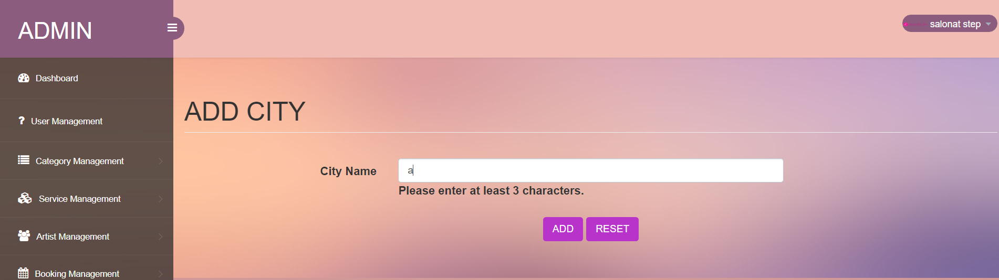 ADMIN
salonat step
Dashboard
? User Management
Category Management
Service Management
Artist Management
Booking Management
ADD CITY
City Name
a
Please enter at least 3 characters.
ADD RESET